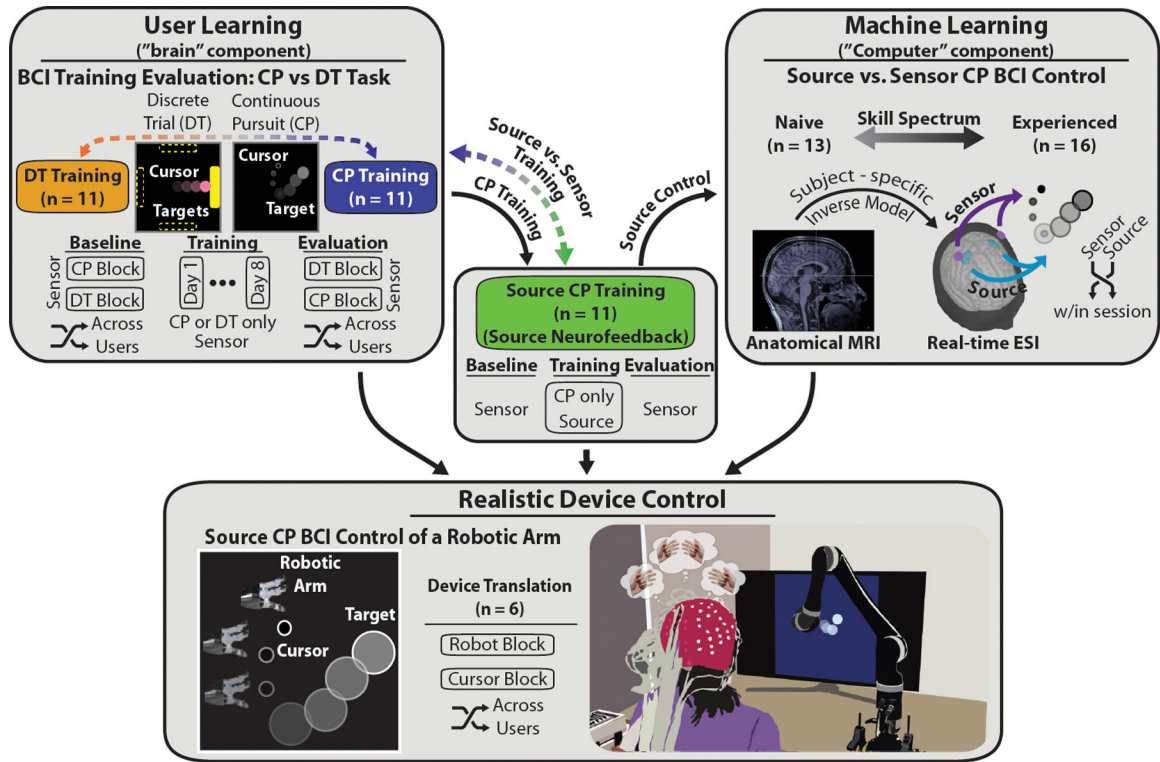 User Learning
("brain" component)
BCI Training Evaluation: CP vs DT Task
Discrete
Trial (DT)
Continuous
Pursuit (CP)
DT Training
(n = 11)
Cursor
Targets
Cursor
Target
CP Training
(n = 11)
Baseline
Sensor
CP Block
DT Block
Across
Users
Training
Day 1
Day 8
CP or DT only
Sensor
Evaluation
DT Block
CP Block
Sensor
Across
Users
Source vs. Sensor
Training
CP Training
Source Control
Source CP Training
(n = 11)
(Source Neurofeedback)
Baseline
Sensor
Training
CP only
Source
Evaluation
Sensor
Machine Learning
("Computer" component)
Source vs. Sensor CP BCI Control
Naive
(n = 13)
Skill Spectrum
Experienced
(n = 16)
Subject - specific
Inverse Model
Sensor
Source
Sensor
Source
w/in session
Anatomical MRI
Real-time ESI
Realistic Device Control
Source CP BCI Control of a Robotic Arm
Robotic
Arm
Target
Cursor
Device Translation
(n = 6)
Robot Block
Cursor Block
Across
Users